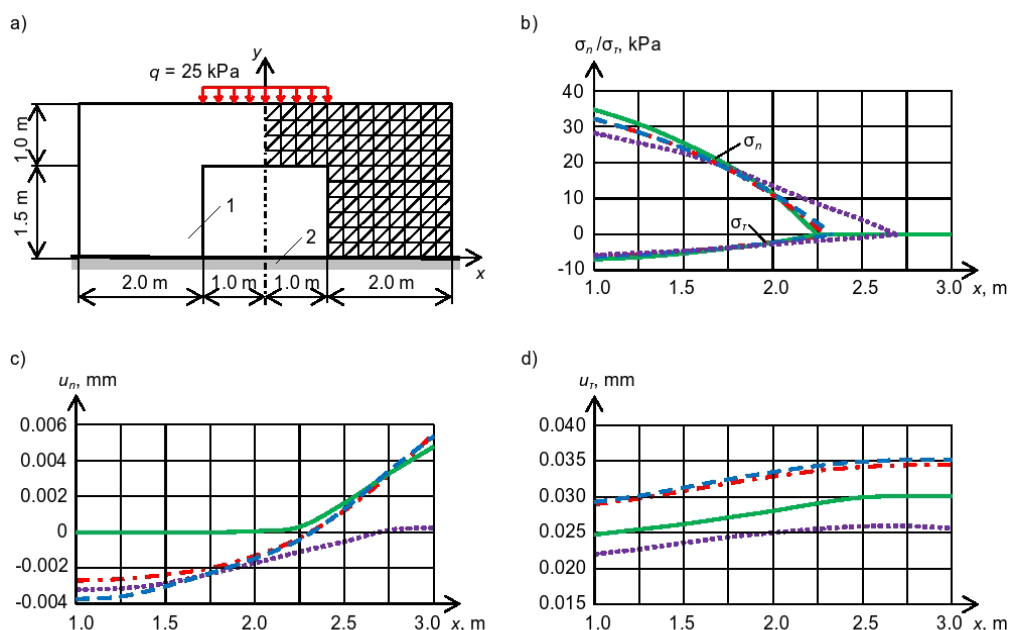 a)
y
q = 25 kPa
1.0 m
1.5 m
1
2
x
2.0 m
1.0 m
1.0 m
2.0 m
b)
σn /στ, kPa
40
30
20
10
0
-10
σn
στ
1.0
1.5
2.0
2.5
3.0
x, m
c)
un, mm
0.006
0.004
0.002
0
-0.002
-0.004
1.0
1.5
2.0
2.5
3.0
x, m
d)
uτ, mm
0.040
0.035
0.030
0.025
0.020
0.015
1.0
1.5
2.0
2.5
3.0
x, m